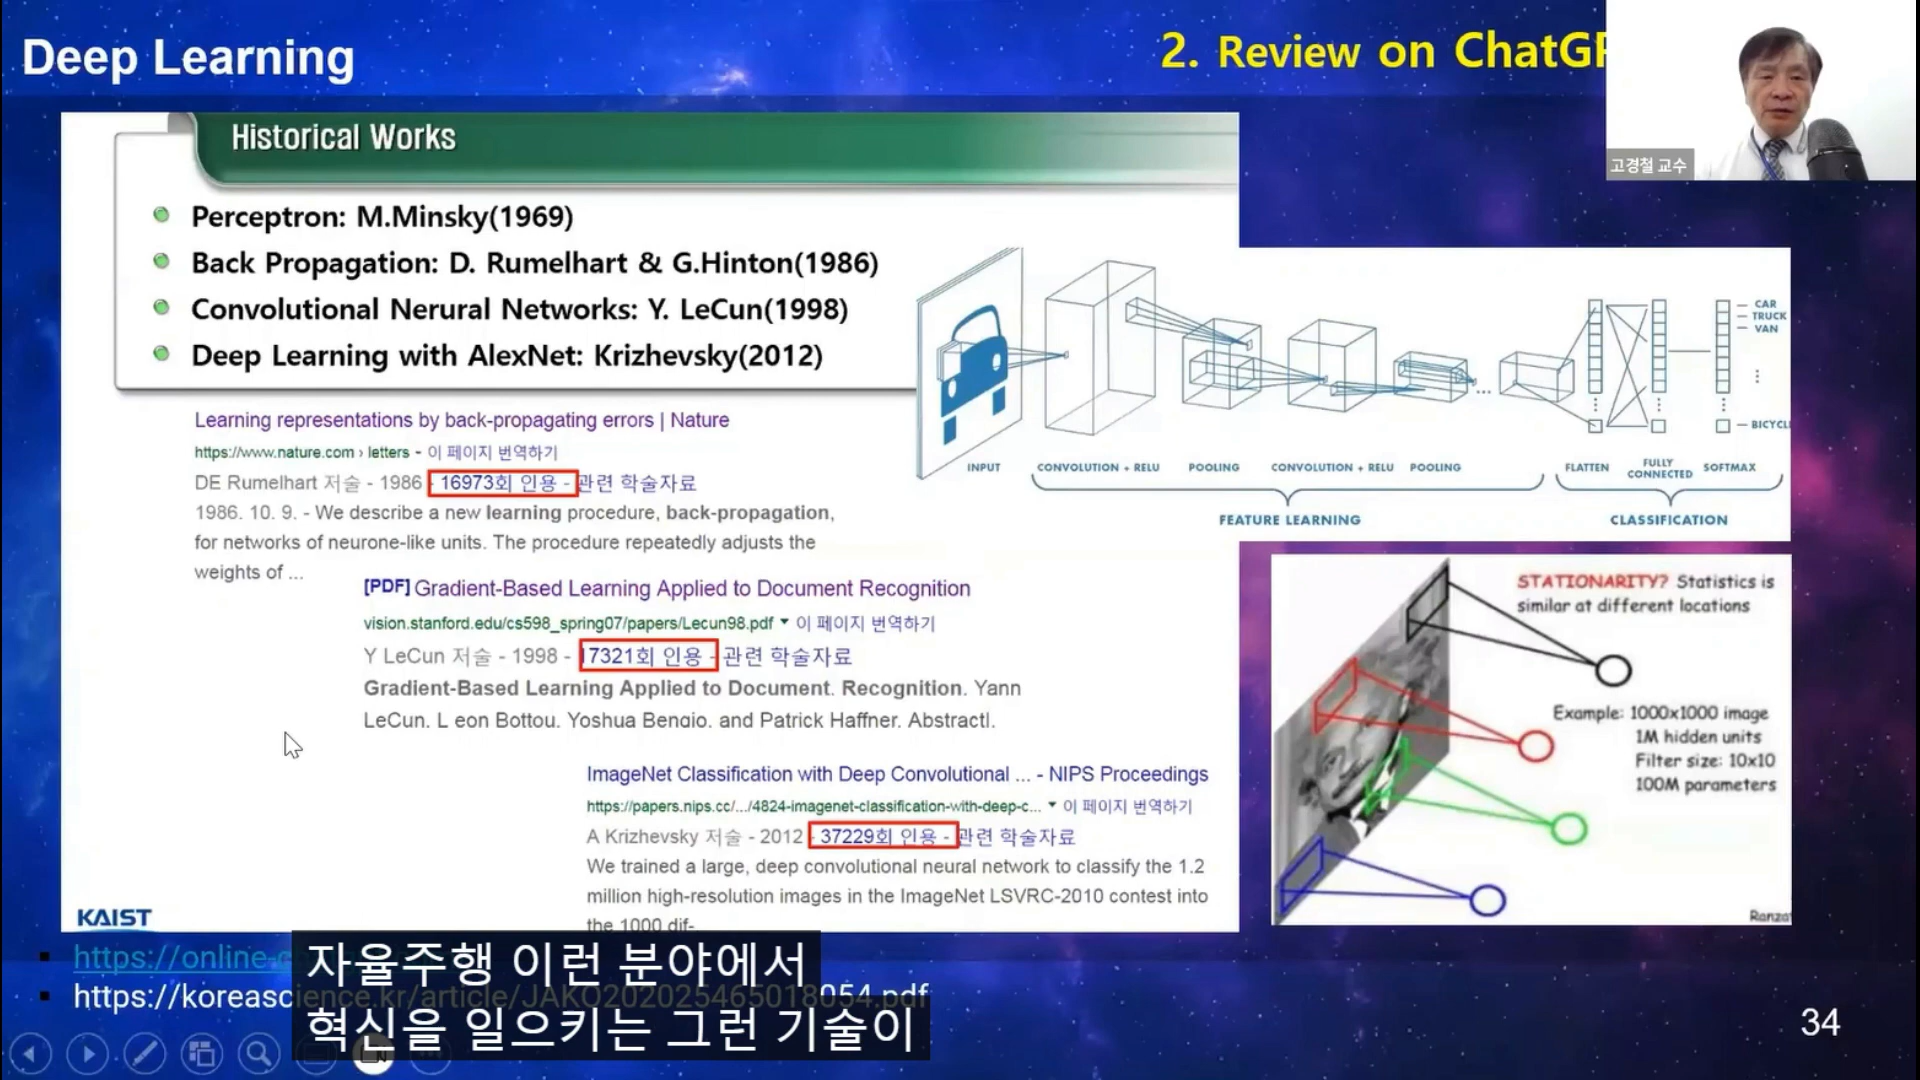 Deep Learning
2. Review on ChatGP
고경철 교수
Historical Works
Perceptron: M.Minsky(1969)
Back Propagation: D. Rumelhart & G.Hinton(1986)
Convolutional Nerural Networks: Y. LeCun(1998)
Deep Learning with AlexNet: Krizhevsky(2012)
Learning representations by back-propagating errors | Nature
https://www.nature.com › letters - 이 페이지 번역하기
DE Rumelhart 저술 - 1986 - 16973회 인용 - 관련 학술자료
1986. 10. 9. - We describe a new learning procedure, back-propagation,
for networks of neurone-like units. The procedure repeatedly adjusts the
weights of ...
[PDF] Gradient-Based Learning Applied to Document Recognition
vision.stanford.edu/cs598_spring07/papers/Lecun98.pdf ▼ 이 페이지 번역하기
Y LeCun 저술 - 1998 - 17321회 인용 - 관련 학술자료
Gradient-Based Learning Applied to Document. Recognition. Yann
LeCun. L eon Bottou. Yoshua Bengio. and Patrick Haffner. Abstractl.
ImageNet Classification with Deep Convolutional ... - NIPS Proceedings
https://papers.nips.cc/.../4824-imagenet-classification-with-deep-c... ▼ 이 페이지 번역하기
A Krizhevsky 저술 - 2012 - 37229회 인용 - 관련 학술자료
We trained a large, deep convolutional neural network to classify the 1.2
million high-resolution images in the ImageNet LSVRC-2010 contest into
the 1000 dif-
CAR
TRUCK
VAN
BICYCL
INPUT
CONVOLUTION + RELU
POOLING
CONVOLUTION + RELU
POOLING
FLATTEN
FULLY
CONNECTED
SOFTMAX
FEATURE LEARNING
CLASSIFICATION
STATIONARITY? Statistics is
similar at different locations
Example: 1000x1000 image
1M hidden units
Filter size: 10x10
100M parameters
Ranza
KAIST
https://online-
https://koreascience.kr/article/JAKO202025465018054.pdf
자율주행 이런 분야에서
혁신을 일으키는 그런 기술이
34